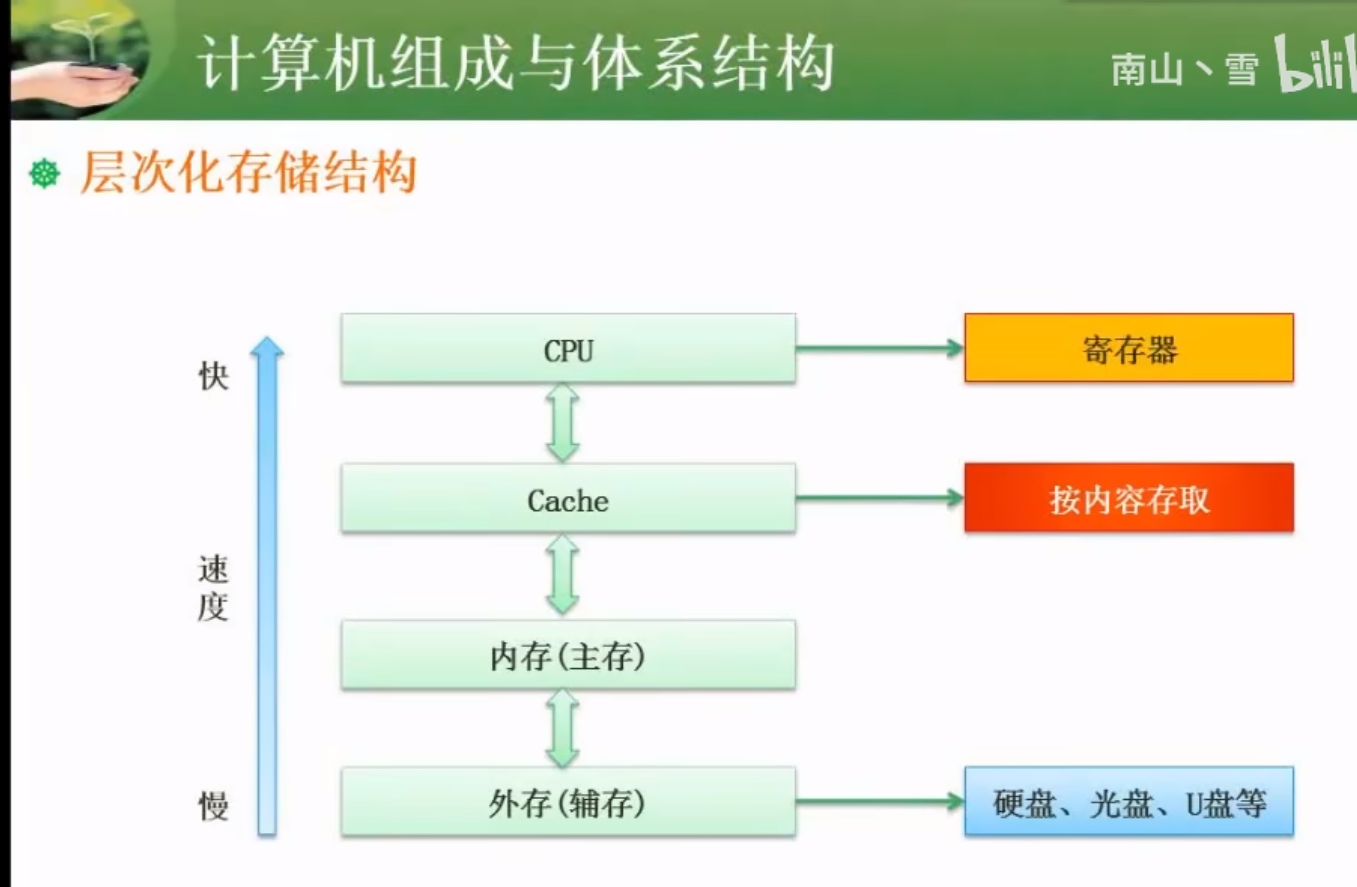 计算机组成与体系结构
南山丶雪
层次化存储结构
快
CPU
寄存器
Cache
按内容存取
速
度
内存(主存)
慢
外存(辅存)
硬盘、光盘、U盘等